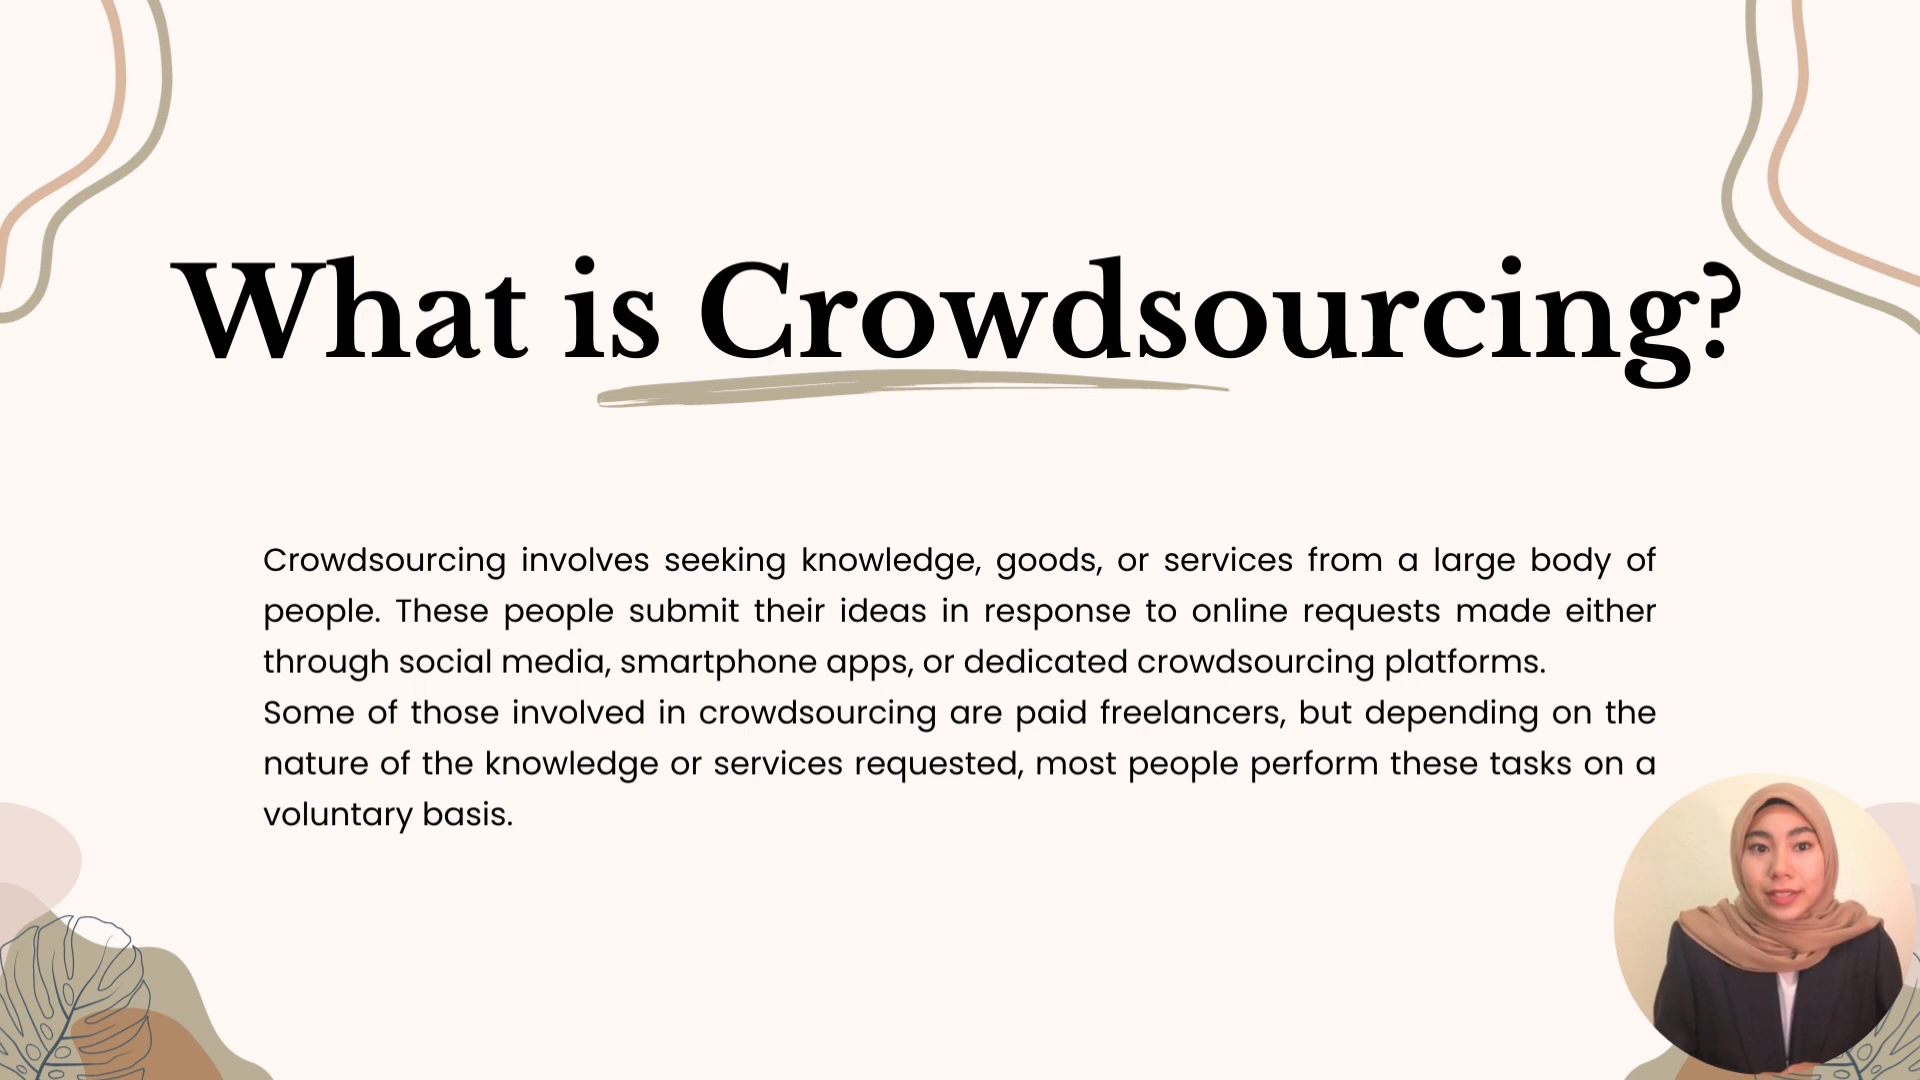 What is Crowdsourcing?
Crowdsourcing involves seeking knowledge, goods, or services from a large body of
people. These people submit their ideas in response to online requests made either
through social media, smartphone apps, or dedicated crowdsourcing platforms.
Some of those involved in crowdsourcing are paid freelancers, but depending on the
nature of the knowledge or services requested, most people perform these tasks on a
voluntary basis.